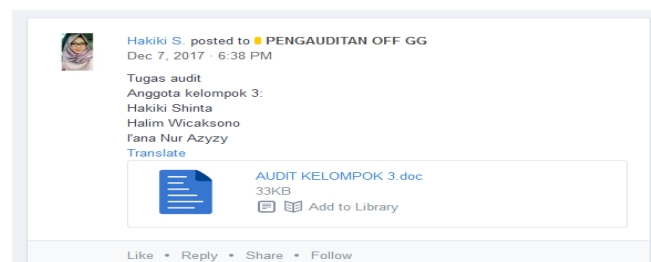 Hakiki S. posted to PENGAUDITAN OFF GG
Dec 7, 2017 · 6:38 PM
Tugas audit
Anggota kelompok 3:
Hakiki Shinta
Halim Wicaksono
I'ana Nur Azyzy
Translate
AUDIT KELOMPOK 3.doc
33KB
Add to Library
Like • Reply • Share • Follow